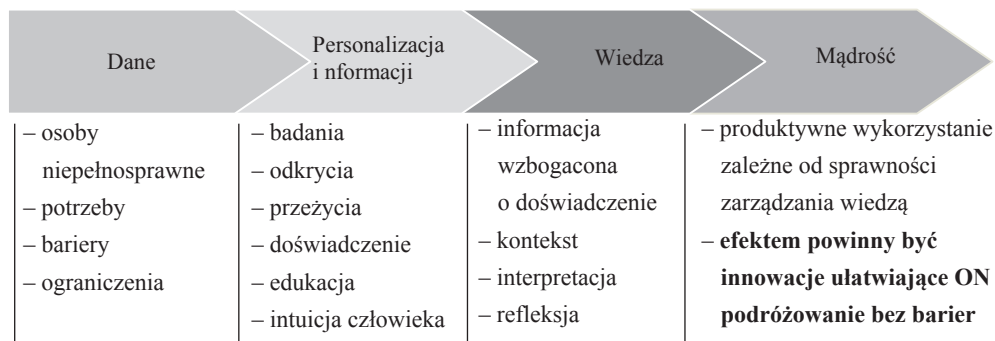 Dane
Personalizacja
i nformacji
Wiedza
Mądrość
– osoby
niepełnosprawne
– potrzeby
– bariery
– ograniczenia
– badania
– odkrycia
– przeżycia
– doświadczenie
– edukacja
– intuicja człowieka
– informacja
wzbogacona
o doświadczenie
– kontekst
– interpretacja
– refleksja
– produktywne wykorzystanie
zależne od sprawności
zarządzania wiedzą
– efektem powinny być
innowacje ułatwiające ON
podróżowanie bez barier